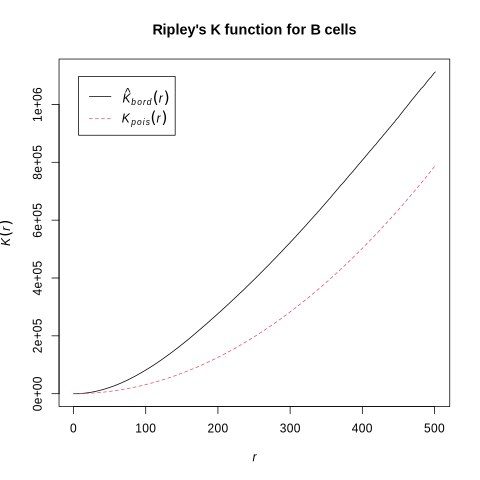 Ripley's K function for B cells
K̂bord(r)
Kpois(r)
K(r)
1e+06
8e+05
6e+05
4e+05
2e+05
0e+00
0 100 200 300 400 500
r